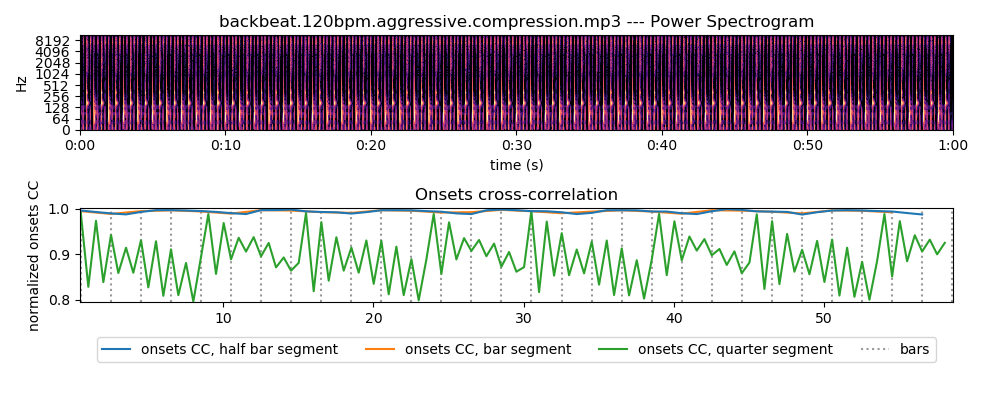 backbeat.120bpm.aggressive.compression.mp3 --- Power Spectrogram
Hz
8192
4096
2048
1024
512
256
128
64
0
0:00 0:10 0:20 0:30 0:40 0:50 1:00
time (s)
Onsets cross-correlation
normalized onsets CC
1.0
0.9
0.8
10 20 30 40 50
onsets CC, half bar segment onsets CC, bar segment onsets CC, quarter segment bars